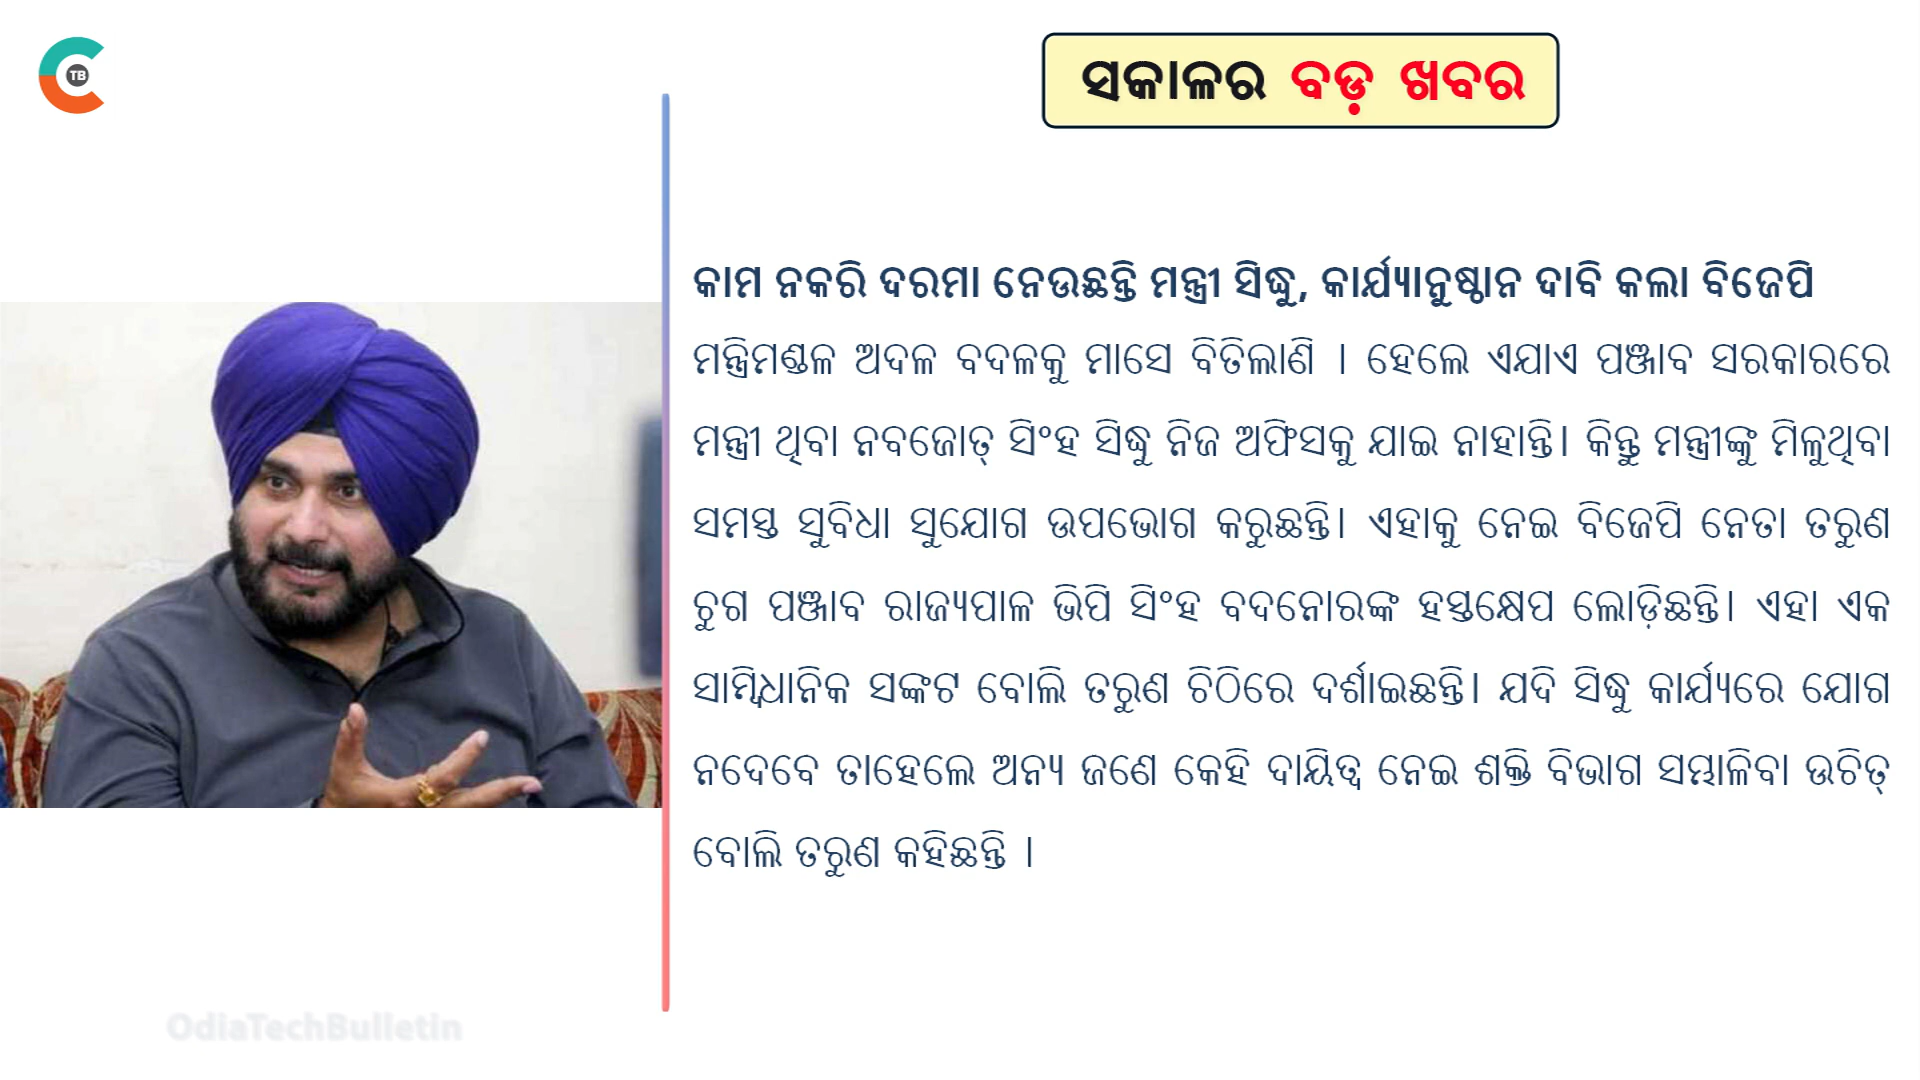 TB
ସକାଳର ବଡ଼ ଖବର
କାମ ନକରି ଦରମା ନେଉଛନ୍ତି ମନ୍ତ୍ରୀ ସିଦ୍ଧୁ, କାର୍ଯ୍ୟାନୁଷ୍ଠାନ ଦାବି କଲା ବିଜେପି
ମନ୍ତ୍ରିମଣ୍ଡଳ ଅଦଳ ବଦଳକୁ ମାସେ ବିତିଲାଣି । ହେଲେ ଏଯାଏ ପଞ୍ଜାବ ସରକାରରେ
ମନ୍ତ୍ରୀ ଥିବା ନବଜୋତ୍ ସିଂହ ସିଦ୍ଧୁ ନିଜ ଅଫିସକୁ ଯାଇ ନାହାନ୍ତି। କିନ୍ତୁ ମନ୍ତ୍ରୀଙ୍କୁ ମିଳୁଥିବା
ସମସ୍ତ ସୁବିଧା ସୁଯୋଗ ଉପଭୋଗ କରୁଛନ୍ତି। ଏହାକୁ ନେଇ ବିଜେପି ନେତା ତରୁଣ
ଚୁଗ ପଞ୍ଜାବ ରାଜ୍ୟପାଳ ଭିପି ସିଂହ ବଦନୋରଙ୍କ ହସ୍ତକ୍ଷେପ ଲୋଡ଼ିଛନ୍ତି। ଏହା ଏକ
ସାମ୍ବିଧାନିକ ସଙ୍କଟ ବୋଲି ତରୁଣ ଚିଠିରେ ଦର୍ଶାଇଛନ୍ତି। ଯଦି ସିଦ୍ଧୁ କାର୍ଯ୍ୟରେ ଯୋଗ
ନଦେବେ ତାହେଲେ ଅନ୍ୟ ଜଣେ କେହି ଦାୟିତ୍ୱ ନେଇ ଶକ୍ତି ବିଭାଗ ସମ୍ଭାଳିବା ଉଚିତ୍
ବୋଲି ତରୁଣ କହିଛନ୍ତି ।
OdiaTechBulletin